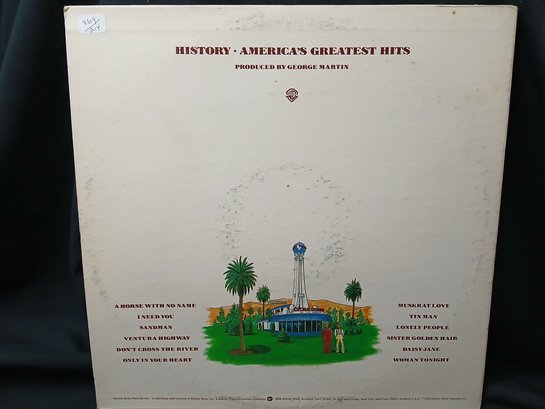 HISTORY · AMERICA'S GREATEST HITS
PRODUCED BY GEORGE MARTIN
A HORSE WITH NO NAME
I NEED YOU
SANDMAN
VENTURA HIGHWAY
DON'T CROSS THE RIVER
ONLY IN YOUR HEART
MUSKRAT LOVE
TIN MAN
LONELY PEOPLE
SISTER GOLDEN HAIR
DAISY JANE
WOMAN TONIGHT